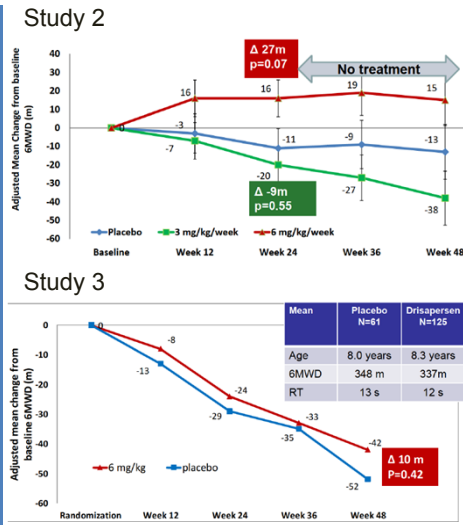 Study 2
Adjusted Mean Change from baseline
6MWD (m)
40
30
20
10
0
-10
-20
-30
-40
-50
-60
Δ 27m
p=0.07
No treatment
0
16
16
19
15
-3
-11
-9
-13
-7
-20
-27
-38
Δ -9m
p=0.55
Placebo
3 mg/kg/week
6 mg/kg/week
Baseline
Week 12
Week 24
Week 36
Week 48
Study 3
Adjusted mean change from
baseline 6MWD (m)
0
-10
-20
-30
-40
-50
-60
Mean Placebo Drisapersen
N=61 N=125
Age 8.0 years 8.3 years
6MWD 348 m 337m
RT 13 s 12 s
0
-8
-24
-33
-42
-13
-29
-35
-52
Δ 10 m
P=0.42
6 mg/kg
placebo
Randomization
Week 12
Week 24
Week 36
Week 48